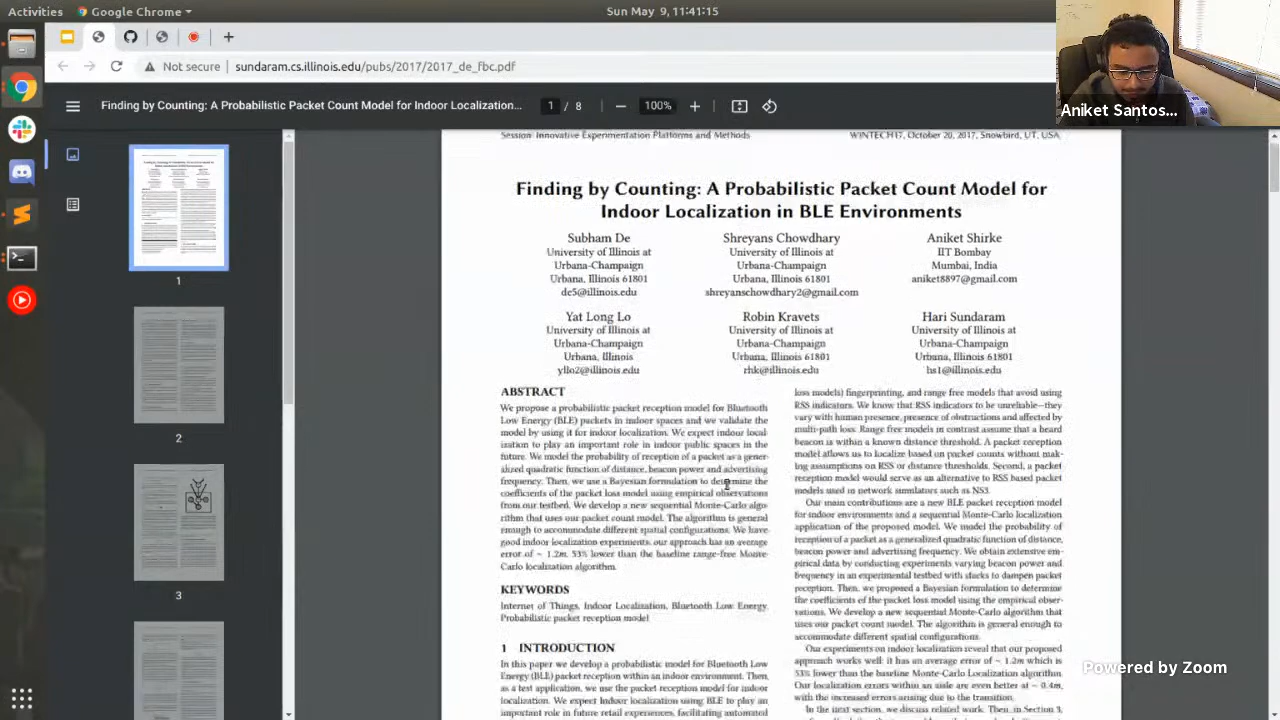 Activities
Google Chrome
Sun May 9, 11:41:15
Not secure
sundaram.cs.illinois.edu/pubs/2017/2017_de_fbc.pdf
Finding by Counting: A Probabilistic Packet Count Model for Indoor Localization...
1 / 8
100%
Aniket Santos...
1
2
3
Session: Innovative Experimentation Platforms and Methods
WiNTECH'17, October 20, 2017, Snowbird, UT, USA
Finding by Counting: A Probabilistic Packet Count Model for
Indoor Localization in BLE Environments
Subham De
University of Illinois at
Urbana-Champaign
Urbana, Illinois 61801
de5@illinois.edu
Shreyans Chowdhary
University of Illinois at
Urbana-Champaign
Urbana, Illinois 61801
shreyanschowdhary2@gmail.com
Aniket Shirke
IIT Bombay
Mumbai, India
aniket8897@gmail.com
Yat Long Lo
University of Illinois at
Urbana-Champaign
Urbana, Illinois
yllo2@illinois.edu
Robin Kravets
University of Illinois at
Urbana-Champaign
Urbana, Illinois 61801
rhk@illinois.edu
Hari Sundaram
University of Illinois at
Urbana-Champaign
Urbana, Illinois 61801
hs1@illinois.edu
ABSTRACT
We propose a probabilistic packet reception model for Bluetooth
Low Energy (BLE) packets in indoor spaces and we validate the
model by using it for indoor localization. We expect indoor local-
ization to play an important role in indoor public spaces in the
future. We model the probability of reception of a packet as a gener-
alized quadratic function of distance, beacon power and advertising
frequency. Then, we use a Bayesian formulation to determine the
coefficients of the packet loss model using empirical observations
from our testbed. We develop a new sequential Monte-Carlo algo-
rithm that uses our packet count model. The algorithm is general
enough to accommodate different spatial configurations. We have
good indoor localization experiments: our approach has an average
error of ~ 1.2m, 53% lower than the baseline range-free Monte-
Carlo localization algorithm.
KEYWORDS
Internet of Things, Indoor Localization, Bluetooth Low Energy,
Probabilistic packet reception model
1 INTRODUCTION
In this paper we develop a probabilistic model for Bluetooth Low
Energy (BLE) packet reception within an indoor environment. Then,
as a test application, we use the packet model for indoor
localization. We expect Indoor localization using BLE to play an
important role in future retail experiences, facilitating automated
loss models) fingerprinting, and range free models that avoid using
RSS indicators. We know that RSS indicators to be unreliable—they
vary with human presence, presence of obstructions and affected by
multi-path loss. Range free models in contrast assume that a heard
beacon is within a known distance threshold. A packet reception
model allows us to localize based on packet counts without mak-
ing assumptions on RSS or distance thresholds. Second, a packet
reception model would serve as an alternative to RSS based packet
models used in network simulators such as NS3.
Our main contributions are a new BLE packet reception model
for indoor environments and a sequential Monte-Carlo localization
application of the proposed model. We model the probability of
reception of a packet as a generalized quadratic function of distance,
beacon power and advertising frequency. We obtain extensive em-
pirical data by conducting experiments varying beacon power and
frequency in an experimental testbed with stacks to dampen packet
reception. Then, we proposed a Bayesian formulation to determine
the coefficients of the packet loss model using the empirical obser-
vations. We develop a new sequential Monte-Carlo algorithm that
uses our packet count model. The algorithm is general enough to
accommodate different spatial configurations.
Our experiments on indoor localization reveal that our proposed
approach works well: it has an average error of ~ 1.2m which is
53% lower than the baseline Monte-Carlo Localization algorithm.
Our localization errors within an aisle are even better at ~ 0.4m,
with the increased errors arising due to the transition.
In the next section, we discuss related work. Then, in Section 3,
Powered by Zoom